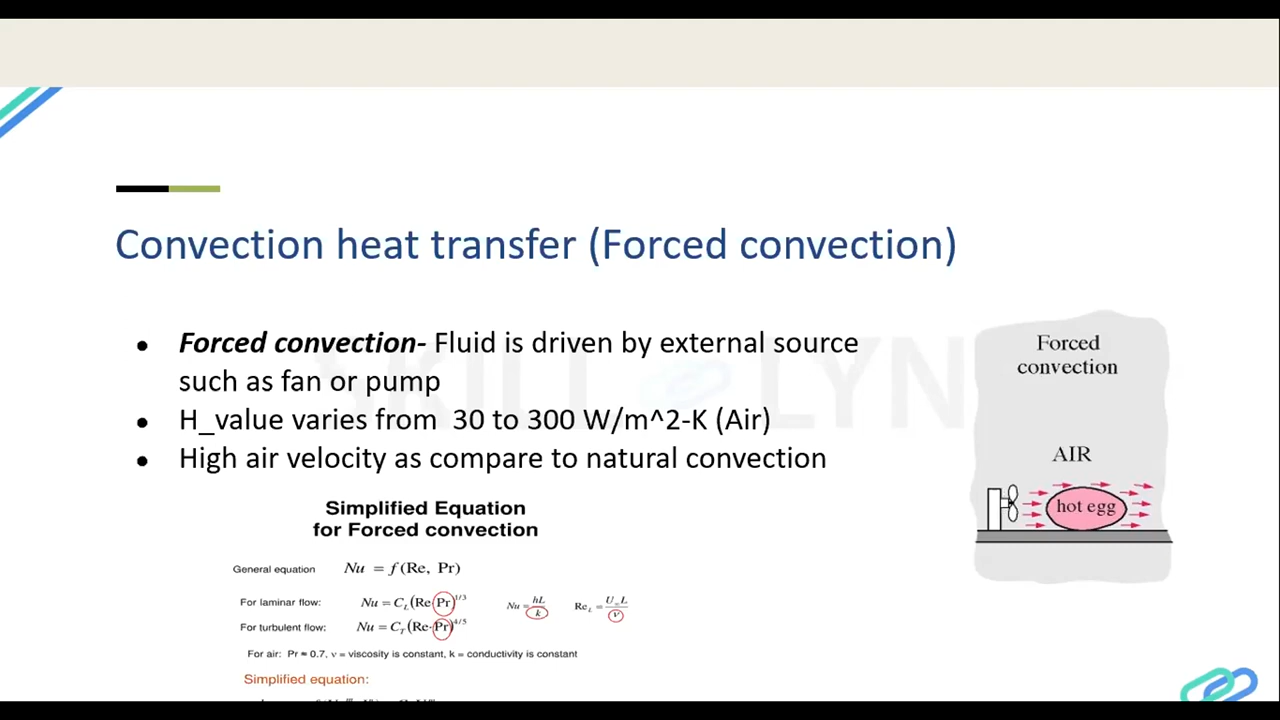 Convection heat transfer (Forced convection)
● Forced convection- Fluid is driven by external source
such as fan or pump
● H_value varies from 30 to 300 W/m^2-K (Air)
● High air velocity as compare to natural convection
SKILL LYN
Forced
convection
AIR
hot egg
Simplified Equation
for Forced convection
General equation Nu = f(Re, Pr)
For laminar flow: Nu = C_L(Re·Pr)^1/3 Nu = hL/k Re_L = U_∞L/ν
For turbulent flow: Nu = C_T(Re·Pr)^4/5
For air: Pr ≈ 0.7, ν = viscosity is constant, k = conductivity is constant
Simplified equation: